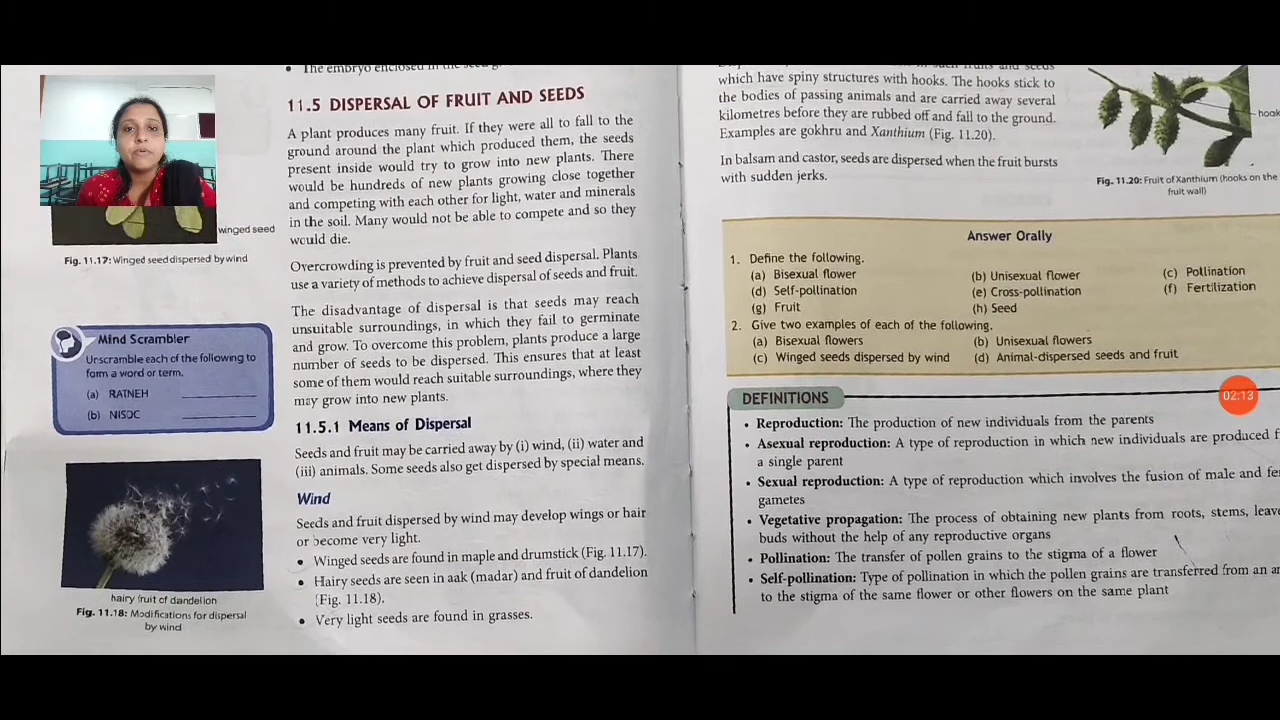 • The embryo enclosed in the seed
11.5 DISPERSAL OF FRUIT AND SEEDS
A plant produces many fruit. If they were all to fall to the
ground around the plant which produced them, the seeds
present inside would try to grow into new plants. There
would be hundreds of new plants growing close together
and competing with each other for light, water and minerals
in the soil. Many would not be able to compete and so they
would die.
Overcrowding is prevented by fruit and seed dispersal. Plants
use a variety of methods to achieve dispersal of seeds and fruit.
The disadvantage of dispersal is that seeds may reach
unsuitable surroundings, in which they fail to germinate
and grow. To overcome this problem, plants produce a large
number of seeds to be dispersed. This ensures that at least
some of them would reach suitable surroundings, where they
may grow into new plants.
11.5.1 Means of Dispersal
Seeds and fruit may be carried away by (i) wind, (ii) water and
(iii) animals. Some seeds also get dispersed by special means.
Wind
Seeds and fruit dispersed by wind may develop wings or hair
or become very light.
• Winged seeds are found in maple and drumstick (Fig. 11.17).
• Hairy seeds are seen in aak (madar) and fruit of dandelion
(Fig. 11.18).
• Very light seeds are found in grasses.
winged seed
Fig. 11.17: Winged seed dispersed by wind
Mind Scrambler
Unscramble each of the following to
form a word or term.
(a) RATNEH
(b) NISOC
hairy fruit of dandelion
Fig. 11.18: Modifications for dispersal
by wind
such fruits and seeds
which have spiny structures with hooks. The hooks stick to
the bodies of passing animals and are carried away several
kilometres before they are rubbed off and fall to the ground.
Examples are gokhru and Xanthium (Fig. 11.20).
In balsam and castor, seeds are dispersed when the fruit bursts
with sudden jerks.
hook
Fig. 11.20: Fruit of Xanthium (hooks on the
fruit wall)
Answer Orally
1. Define the following.
(a) Bisexual flower (b) Unisexual flower (c) Pollination
(d) Self-pollination (e) Cross-pollination (f) Fertilization
(g) Fruit (h) Seed
2. Give two examples of each of the following.
(a) Bisexual flowers (b) Unisexual flowers
(c) Winged seeds dispersed by wind (d) Animal-dispersed seeds and fruit
DEFINITIONS
• Reproduction: The production of new individuals from the parents
• Asexual reproduction: A type of reproduction in which new individuals are produced f
a single parent
• Sexual reproduction: A type of reproduction which involves the fusion of male and fe
gametes
• Vegetative propagation: The process of obtaining new plants from roots, stems, leave
buds without the help of any reproductive organs
• Pollination: The transfer of pollen grains to the stigma of a flower
• Self-pollination: Type of pollination in which the pollen grains are transferred from an an
to the stigma of the same flower or other flowers on the same plant
02:13